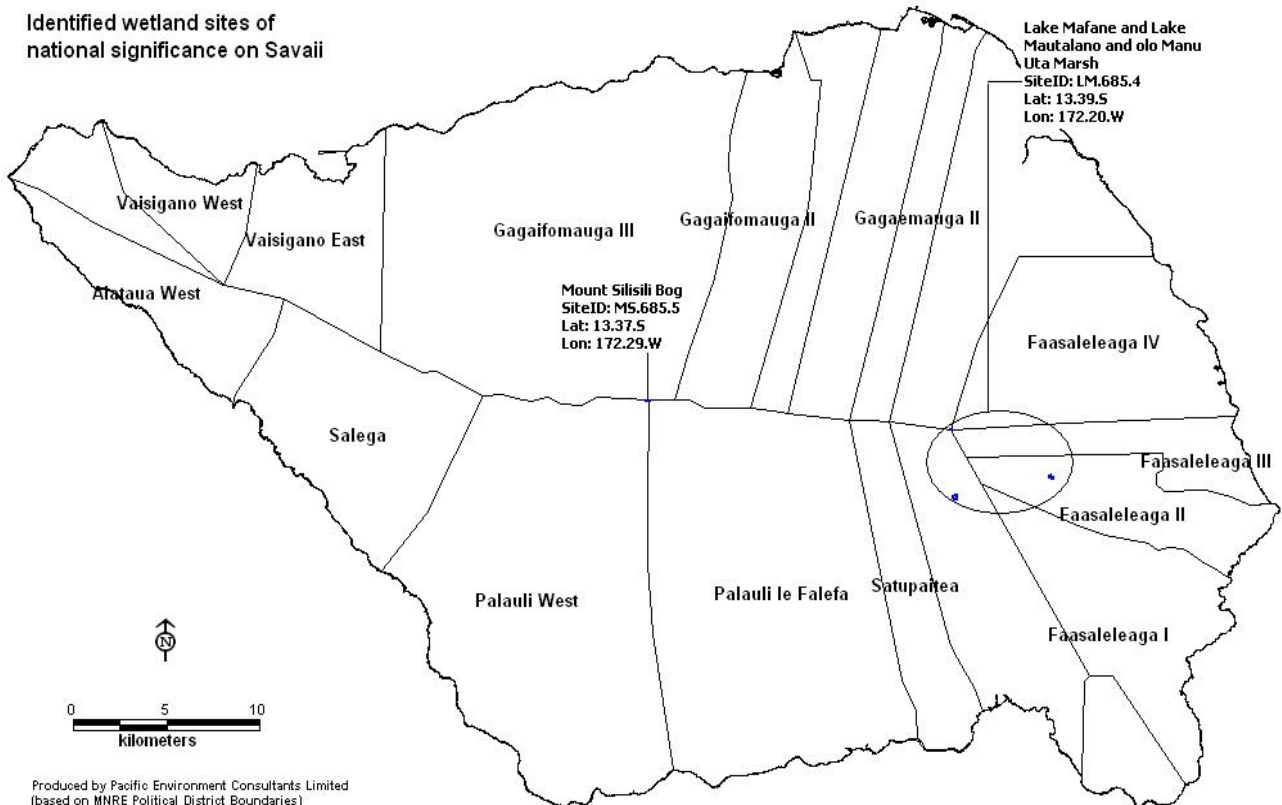 Identified wetland sites of
national significance on Savaii
Lake Mafane and Lake
Mautalano and olo Manu
Uta Marsh
SiteID: LM.685.4
Lat: 13.39.S
Lon: 172.20.W
Vaisigano West
Vaisigano East
Gagaifomauga III
Gagaifomauga II
Gagaemauga II
Alataua West
Mount Silisili Bog
SiteID: MS.685.5
Lat: 13.37.S
Lon: 172.29.W
Faasaleleaga IV
Salega
Faasaleleaga III
Faasaleleaga II
Palauli West
Palauli le Falefa
Satupaitea
Faasaleleaga I
N
0 5 10
kilometers
Produced by Pacific Environment Consultants Limited
(based on MNRE Political District Boundaries)